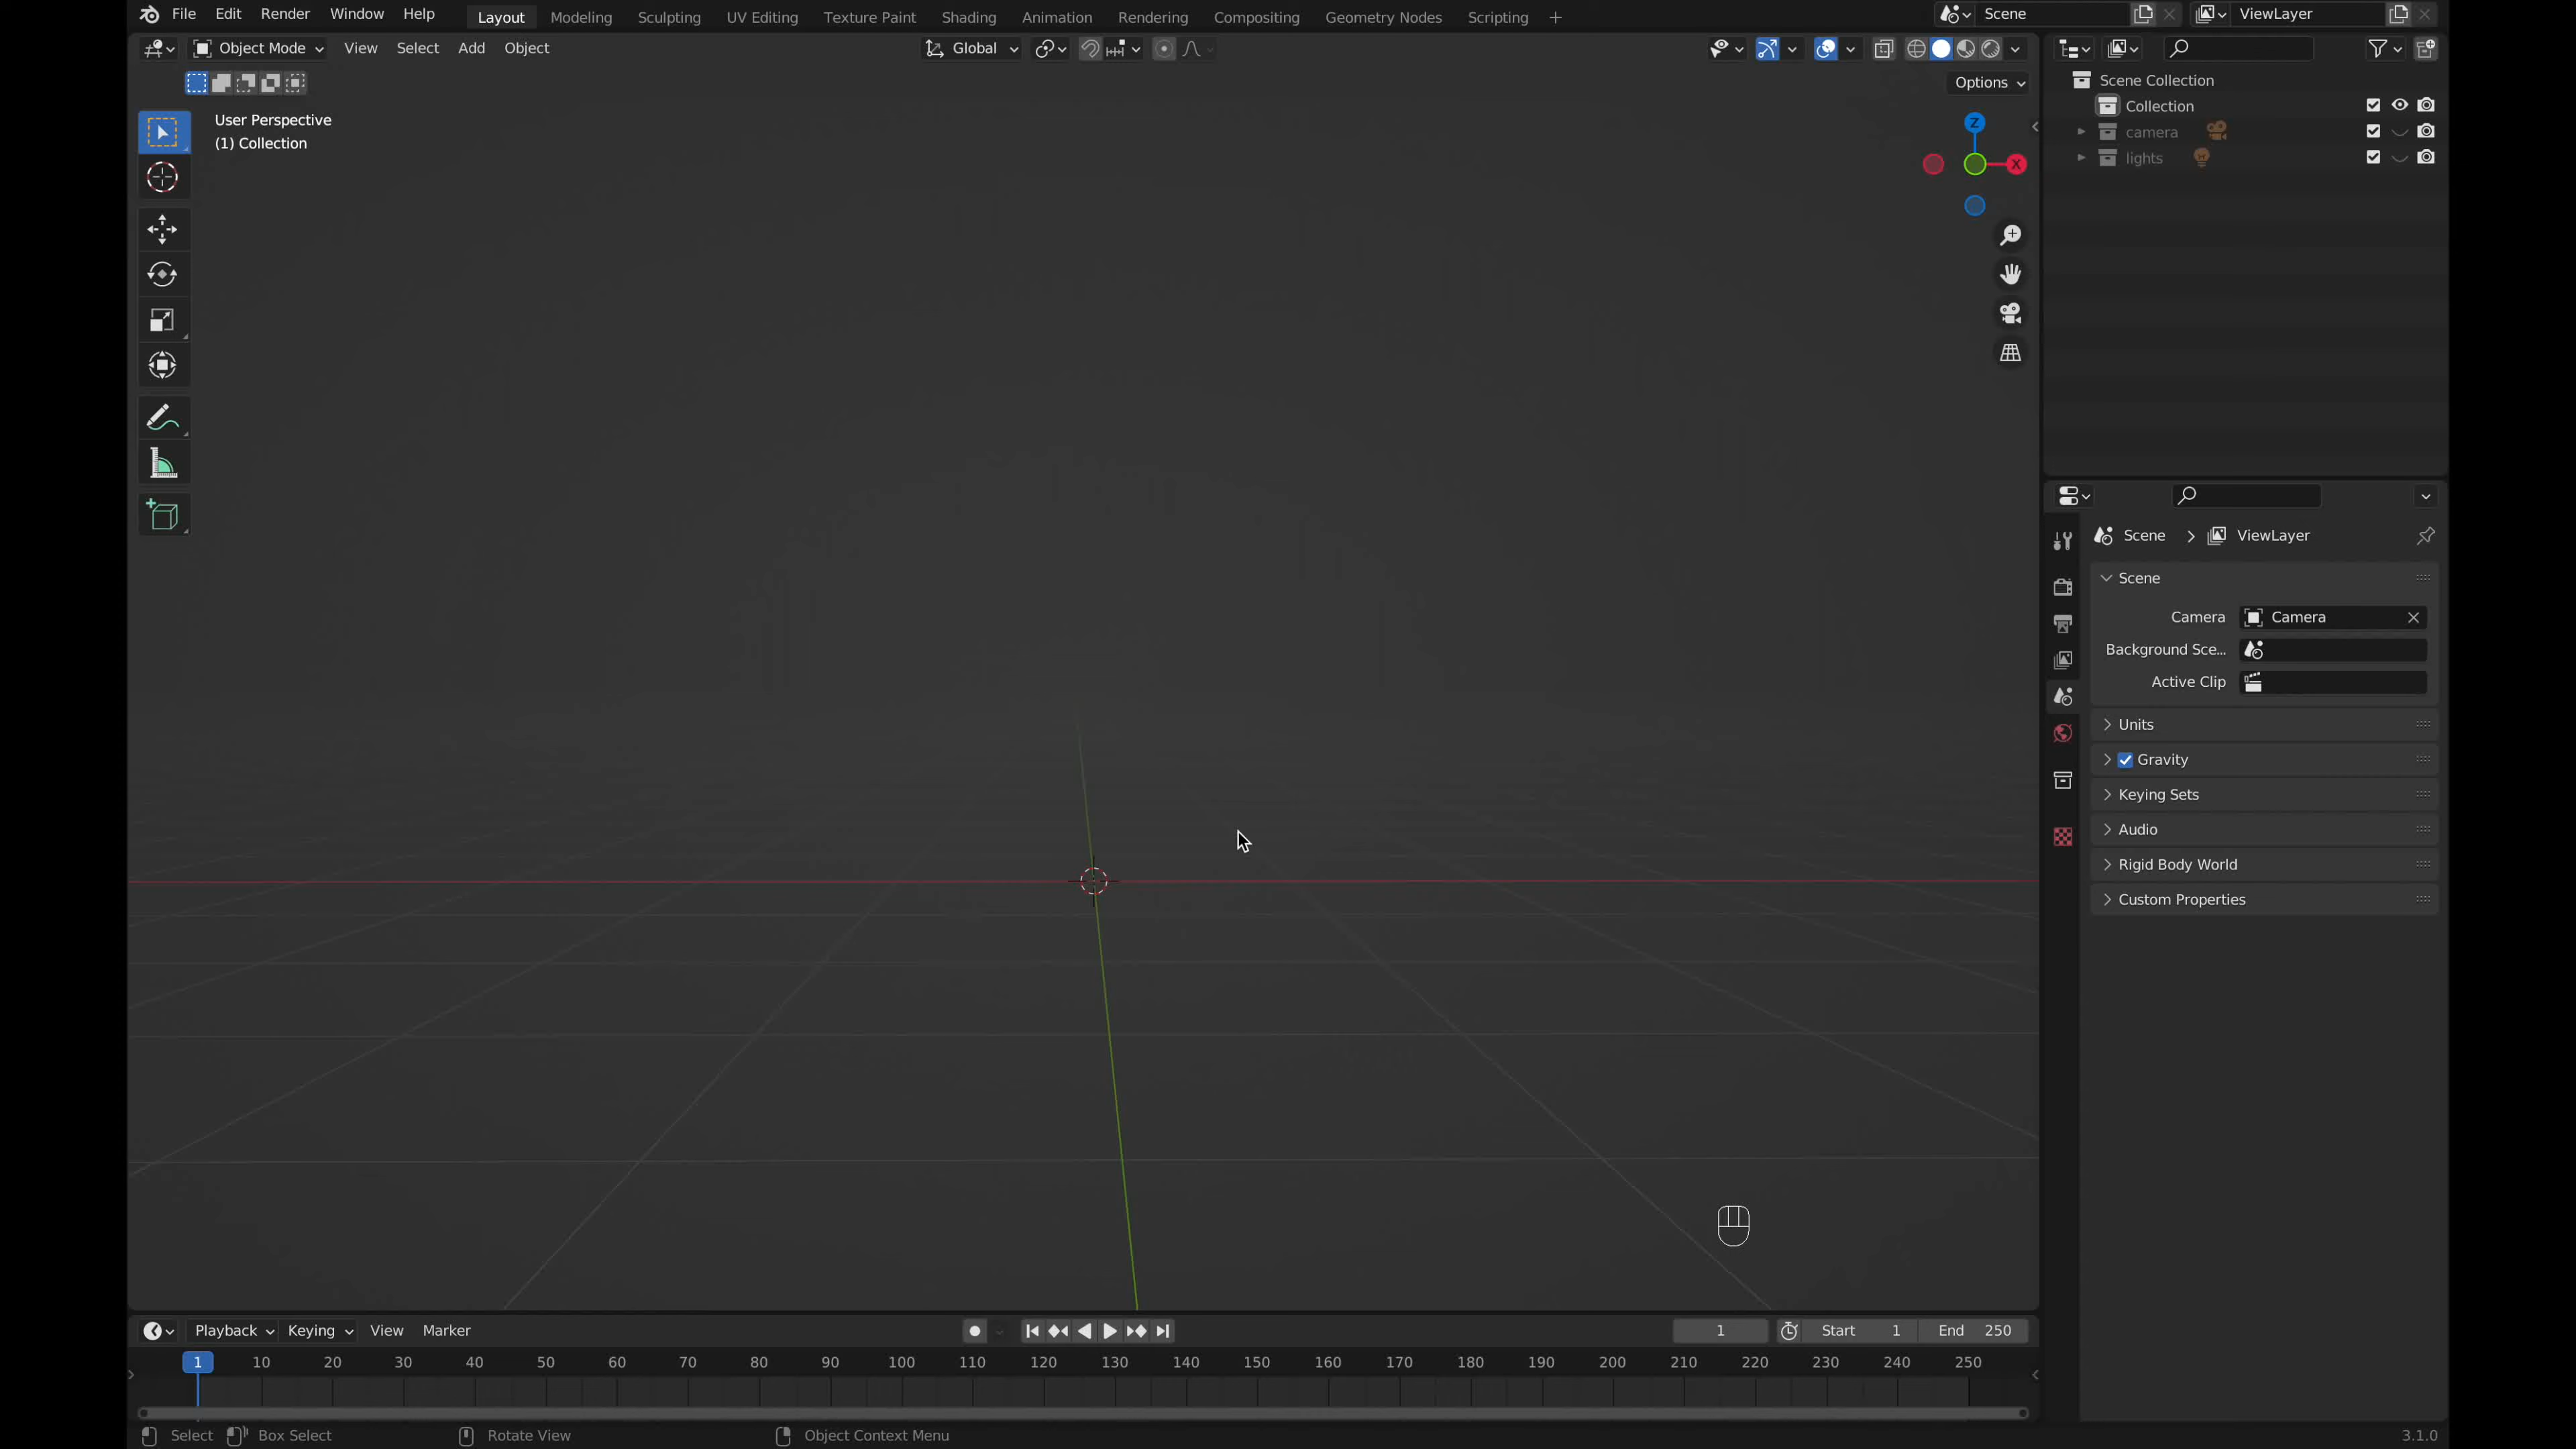 File Edit Render Window Help Layout Modeling Sculpting UV Editing Texture Paint Shading Animation Rendering Compositing Geometry Nodes Scripting + Scene ViewLayer
Object Mode View Select Add Object Global
Options
User Perspective
(1) Collection
Z
X
Scene Collection
Collection
camera
lights
Scene > ViewLayer
Scene
Camera Camera
Background Sce...
Active Clip
Units
Gravity
Keying Sets
Audio
Rigid Body World
Custom Properties
Playback Keying View Marker 1 Start 1 End 250
1 10 20 30 40 50 60 70 80 90 100 110 120 130 140 150 160 170 180 190 200 210 220 230 240 250
Select Box Select Rotate View Object Context Menu 3.1.0